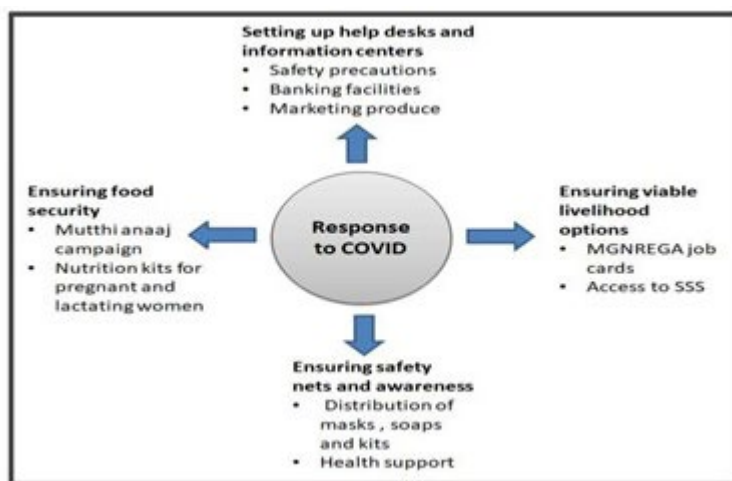 Setting up help desks and
information centers
• Safety precautions
• Banking facilities
• Marketing produce
Ensuring food
security
• Mutthi anaaj
campaign
• Nutrition kits for
pregnant and
lactating women
Response
to COVID
Ensuring viable
livelihood
options
• MGNREGA job
cards
• Access to SSS
Ensuring safety
nets and awareness
• Distribution of
masks , soaps
and kits
• Health support